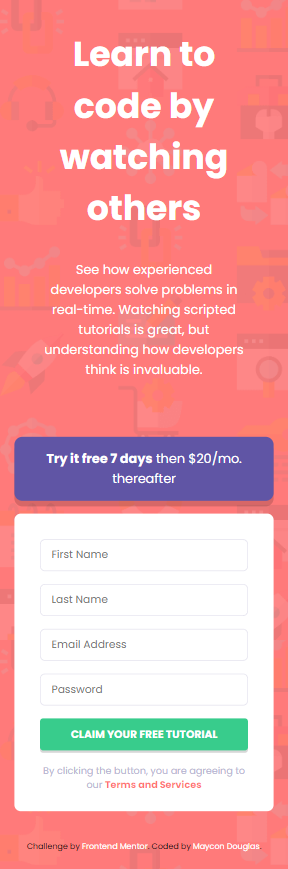 Learn to
code by
watching
others
See how experienced
developers solve problems in
real-time. Watching scripted
tutorials is great, but
understanding how developers
think is invaluable.
Try it free 7 days then $20/mo.
thereafter
First Name
Last Name
Email Address
Password
CLAIM YOUR FREE TUTORIAL
By clicking the button, you are agreeing to
our Terms and Services
Challenge by Frontend Mentor. Coded by Maycon Douglas.